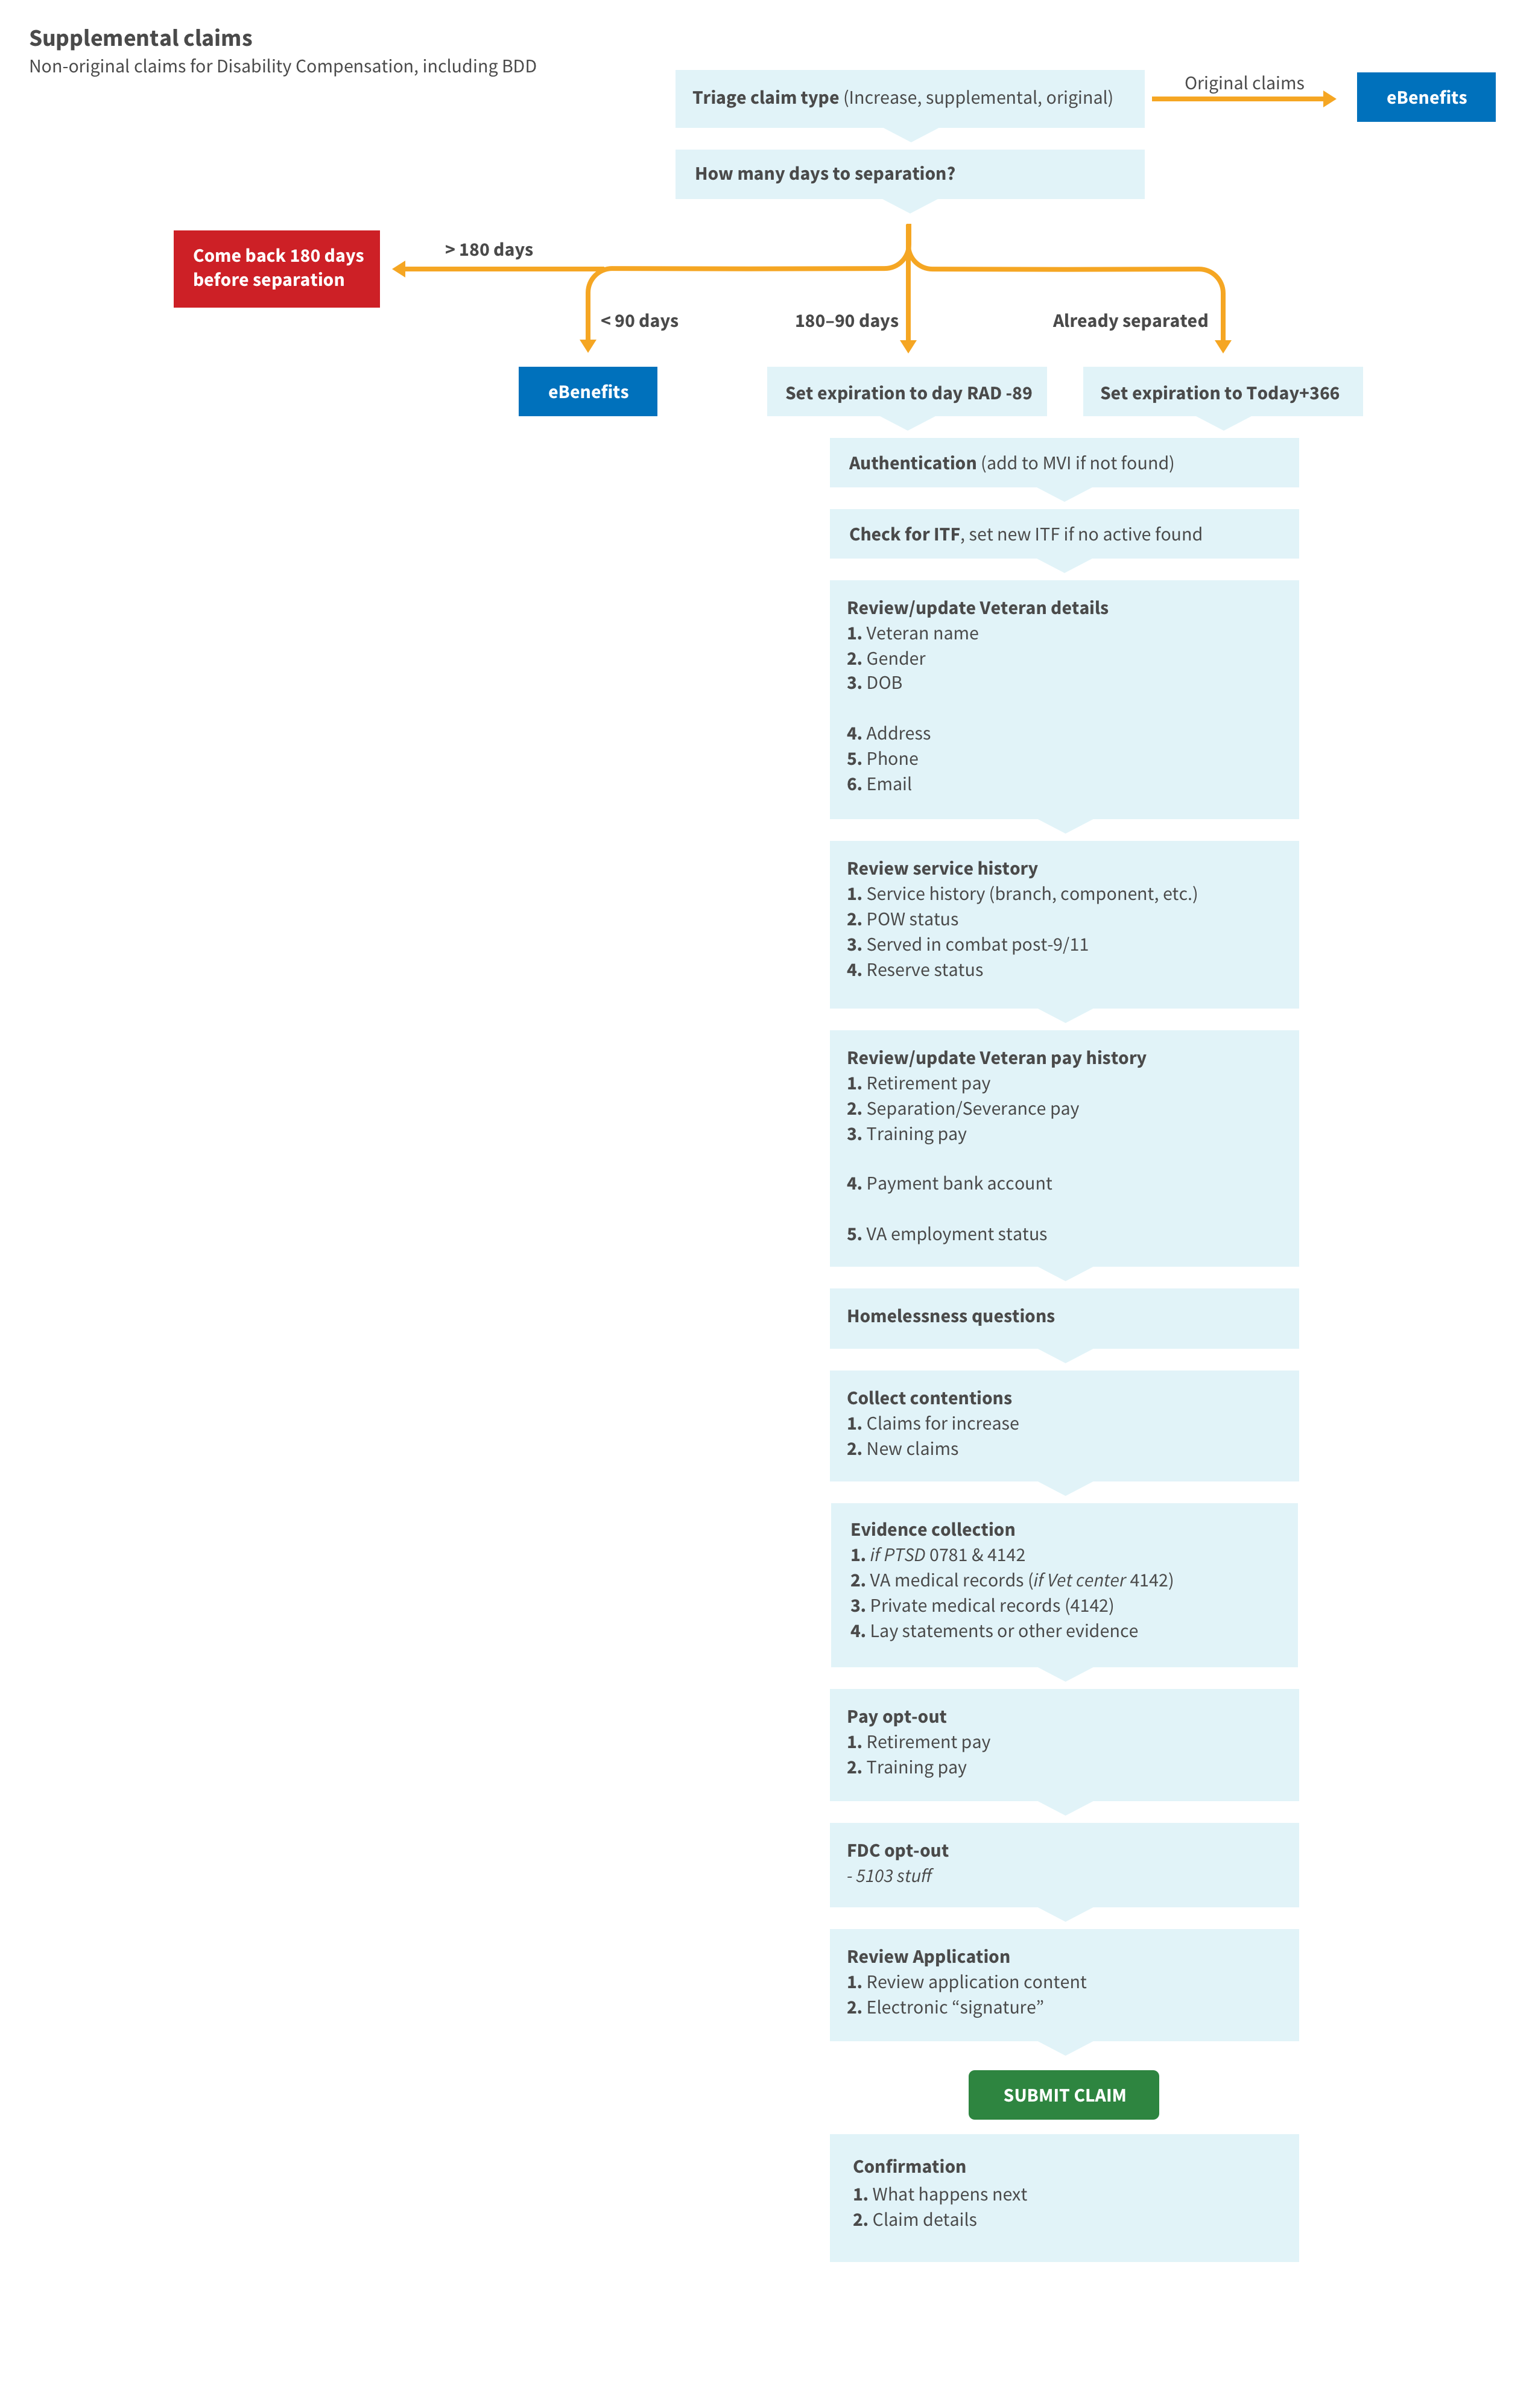 Supplemental claims
Non-original claims for Disability Compensation, including BDD
Triage claim type (Increase, supplemental, original)
Original claims
eBenefits
How many days to separation?
Come back 180 days
before separation
> 180 days
< 90 days
180–90 days
Already separated
eBenefits
Set expiration to day RAD -89
Set expiration to Today+366
Authentication (add to MVI if not found)
Check for ITF, set new ITF if no active found
Review/update Veteran details
1. Veteran name
2. Gender
3. DOB
4. Address
5. Phone
6. Email
Review service history
1. Service history (branch, component, etc.)
2. POW status
3. Served in combat post-9/11
4. Reserve status
Review/update Veteran pay history
1. Retirement pay
2. Separation/Severance pay
3. Training pay
4. Payment bank account
5. VA employment status
Homelessness questions
Collect contentions
1. Claims for increase
2. New claims
Evidence collection
1. if PTSD 0781 & 4142
2. VA medical records (if Vet center 4142)
3. Private medical records (4142)
4. Lay statements or other evidence
Pay opt-out
1. Retirement pay
2. Training pay
FDC opt-out
- 5103 stuff
Review Application
1. Review application content
2. Electronic “signature”
SUBMIT CLAIM
Confirmation
1. What happens next
2. Claim details